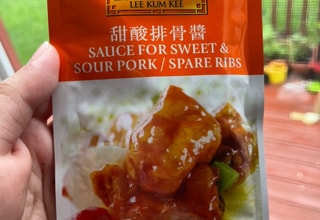 LEE KUM KEE
甜酸排骨醬
SAUCE FOR SWEET &
SOUR PORK / SPARE RIBS